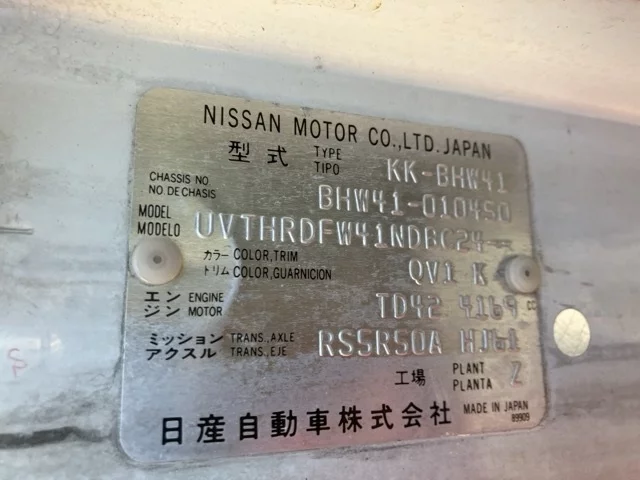 NISSAN MOTOR CO.,LTD. JAPAN
型式 TYPE TIPO KK-BHW41
CHASSIS NO NO DE CHASIS BHW41-010450
MODEL MODELO UVTHRDFW41NDBC24--
カラー COLOR,TRIM
トリム COLOR,GUARNICION QV1 K
エンジン ENGINE MOTOR TD42 4169 cc
ミッション TRANS.,AXLE
アクスル TRANS.,EJE RS5R50A HJ61
工場 PLANT PLANTA Z
日産自動車株式会社 MADE IN JAPAN
89909